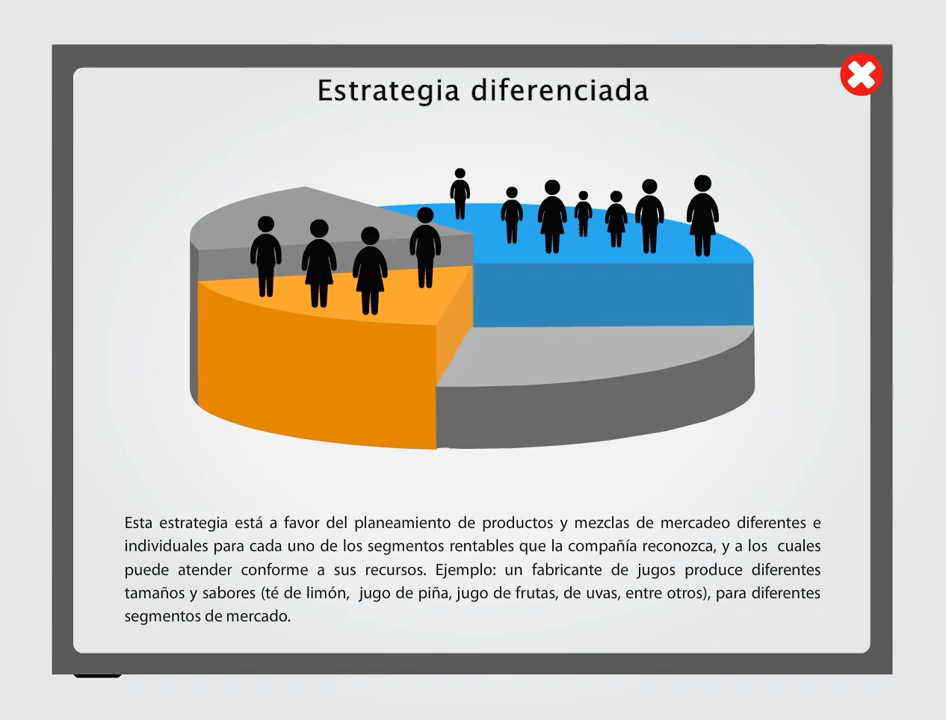 Estrategia diferenciada
Esta estrategia está a favor del planeamiento de productos y mezclas de mercadeo diferentes e
individuales para cada uno de los segmentos rentables que la compañía reconozca, y a los cuales
puede atender conforme a sus recursos. Ejemplo: un fabricante de jugos produce diferentes
tamaños y sabores (té de limón, jugo de piña, jugo de frutas, de uvas, entre otros), para diferentes
segmentos de mercado.